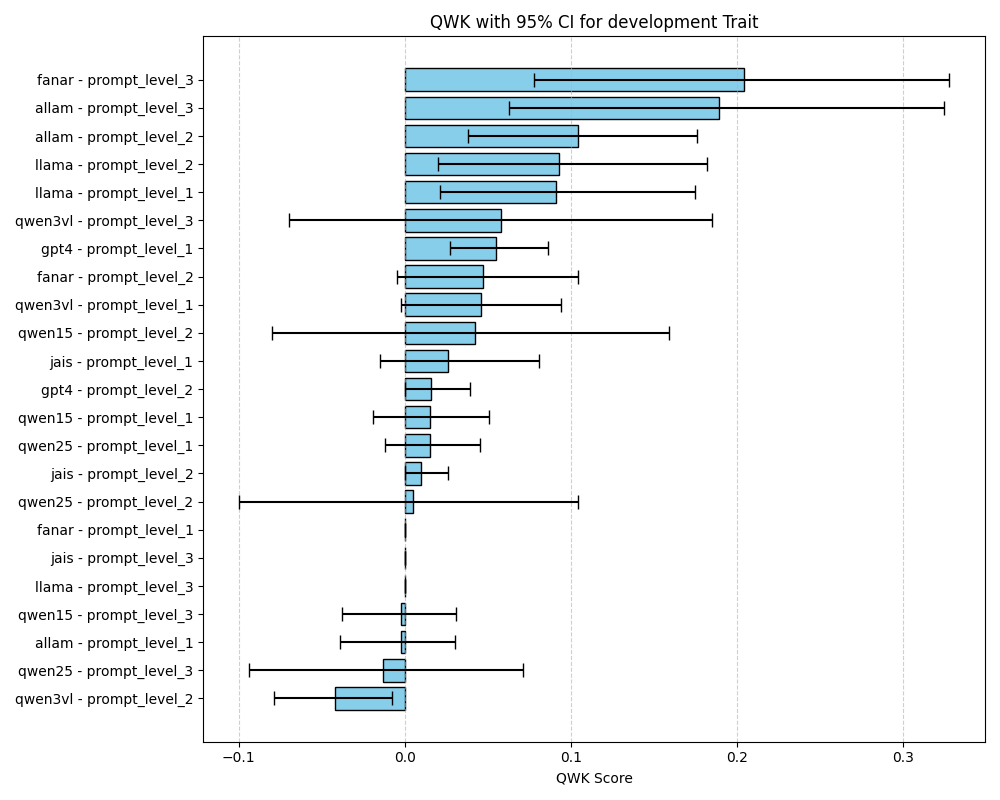 QWK with 95% CI for development Trait
fanar - prompt_level_3
allam - prompt_level_3
allam - prompt_level_2
llama - prompt_level_2
llama - prompt_level_1
qwen3vl - prompt_level_3
gpt4 - prompt_level_1
fanar - prompt_level_2
qwen3vl - prompt_level_1
qwen15 - prompt_level_2
jais - prompt_level_1
gpt4 - prompt_level_2
qwen15 - prompt_level_1
qwen25 - prompt_level_1
jais - prompt_level_2
qwen25 - prompt_level_2
fanar - prompt_level_1
jais - prompt_level_3
llama - prompt_level_3
qwen15 - prompt_level_3
allam - prompt_level_1
qwen25 - prompt_level_3
qwen3vl - prompt_level_2
−0.1 0.0 0.1 0.2 0.3
QWK Score